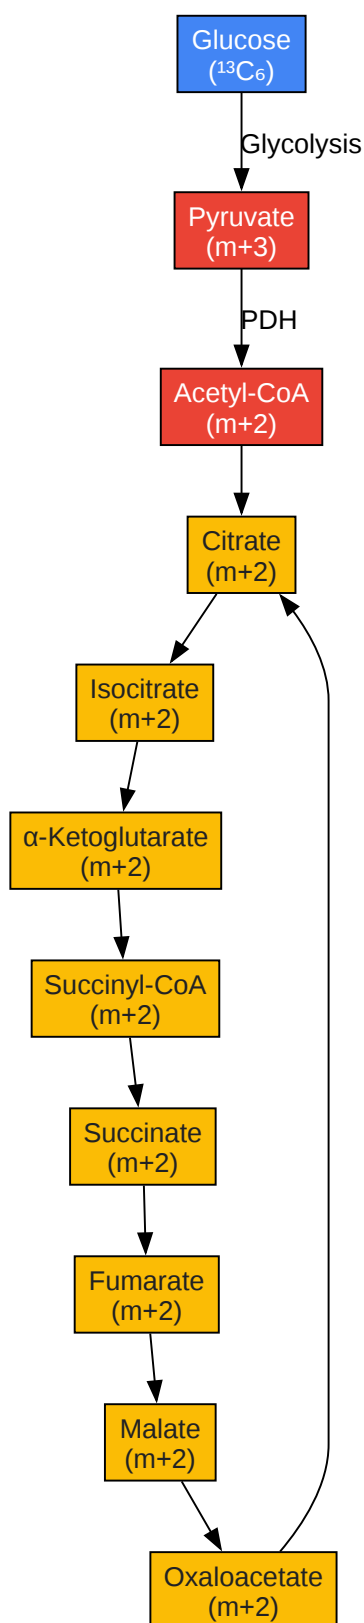 Glucose
(¹³C₆)
Glycolysis
Pyruvate
(m+3)
PDH
Acetyl-CoA
(m+2)
Citrate
(m+2)
Isocitrate
(m+2)
α-Ketoglutarate
(m+2)
Succinyl-CoA
(m+2)
Succinate
(m+2)
Fumarate
(m+2)
Malate
(m+2)
Oxaloacetate
(m+2)